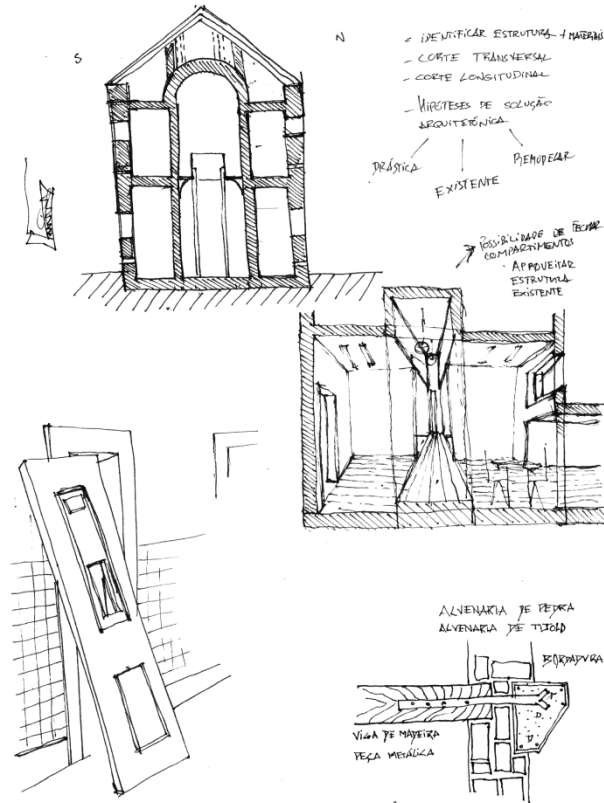 S
N
- IDENTIFICAR ESTRUTURA + MATERIAIS
- CORTE TRANSVERSAL
- CORTE LONGITUDINAL
- HIPÓTESES DE SOLUÇÃO
ARQUITETÓNICA
DRÁSTICA
EXISTENTE
REMODELAR
POSSIBILIDADE DE FECHAR
COMPARTIMENTOS
· APROVEITAR
ESTRUTURA
EXISTENTE
ALVENARIA DE PEDRA
ALVENARIA DE TIJOLO
BORDADURA
VIGA DE MADEIRA
PEÇA METÁLICA